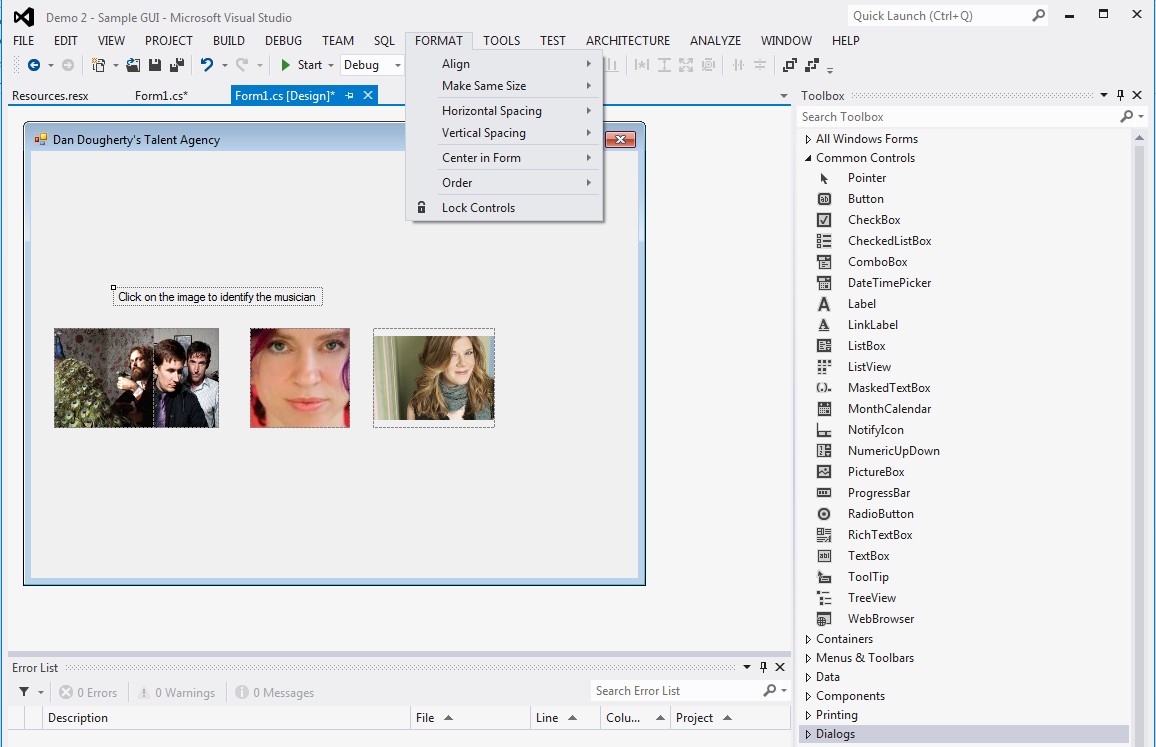 Demo 2 - Sample GUI - Microsoft Visual Studio
Quick Launch (Ctrl+Q)
FILE EDIT VIEW PROJECT BUILD DEBUG TEAM SQL FORMAT TOOLS TEST ARCHITECTURE ANALYZE WINDOW HELP
Start Debug
Resources.resx Form1.cs* Form1.cs [Design]*
Align
Make Same Size
Horizontal Spacing
Vertical Spacing
Center in Form
Order
Lock Controls
Dan Dougherty's Talent Agency
Click on the image to identify the musician
Toolbox
Search Toolbox
All Windows Forms
Common Controls
Pointer
Button
CheckBox
CheckedListBox
ComboBox
DateTimePicker
Label
LinkLabel
ListBox
ListView
MaskedTextBox
MonthCalendar
NotifyIcon
NumericUpDown
PictureBox
ProgressBar
RadioButton
RichTextBox
TextBox
ToolTip
TreeView
WebBrowser
Containers
Menus & Toolbars
Data
Components
Printing
Dialogs
Error List
0 Errors 0 Warnings 0 Messages
Search Error List
Description File Line Colu... Project